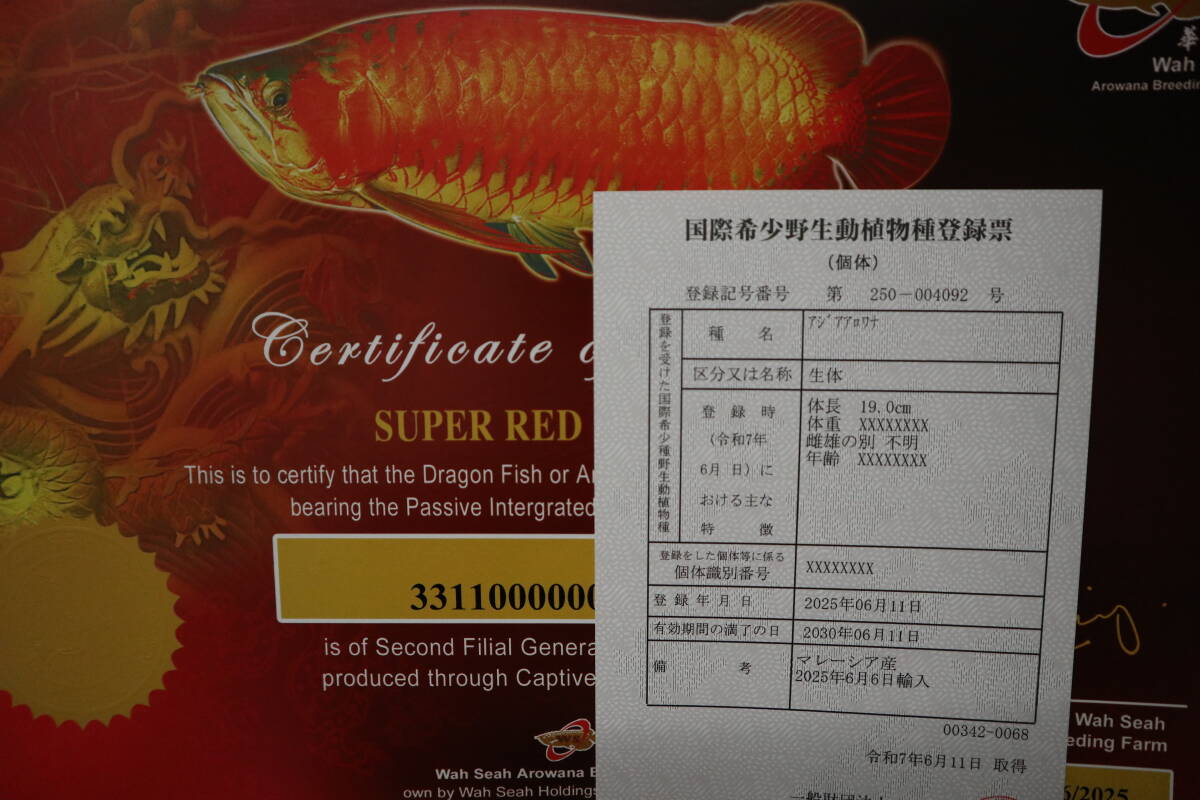 華
Wah
Arowana Breedin
Certificate o
SUPER RED
This is to certify that the Dragon Fish or Ar
bearing the Passive Intergrated
3311000000
is of Second Filial Genera
produced through Captive
WS
Wah Seah Arowana B
own by Wah Seah Holdings
Wah Seah
eding Farm
6/2025
国際希少野生動植物種登録票
(個体)
登録記号番号 第 250-004092 号
登録を受けた国際希少野生動植物種
種 名 アジアアロワナ
区分又は名称 生体
登 録 時
(令和7年
6月 日)に
おける主な
特 徴
体長 19.0cm
体重 XXXXXXXX
雌雄の別 不明
年齢 XXXXXXXX
登録をした個体等に係る
個体識別番号 XXXXXXXX
登 録 年 月 日 2025年06月11日
有効期間の満了の日 2030年06月11日
備 考
マレーシア産
2025年6月6日輸入
00342-0068
令和7年6月11日 取得